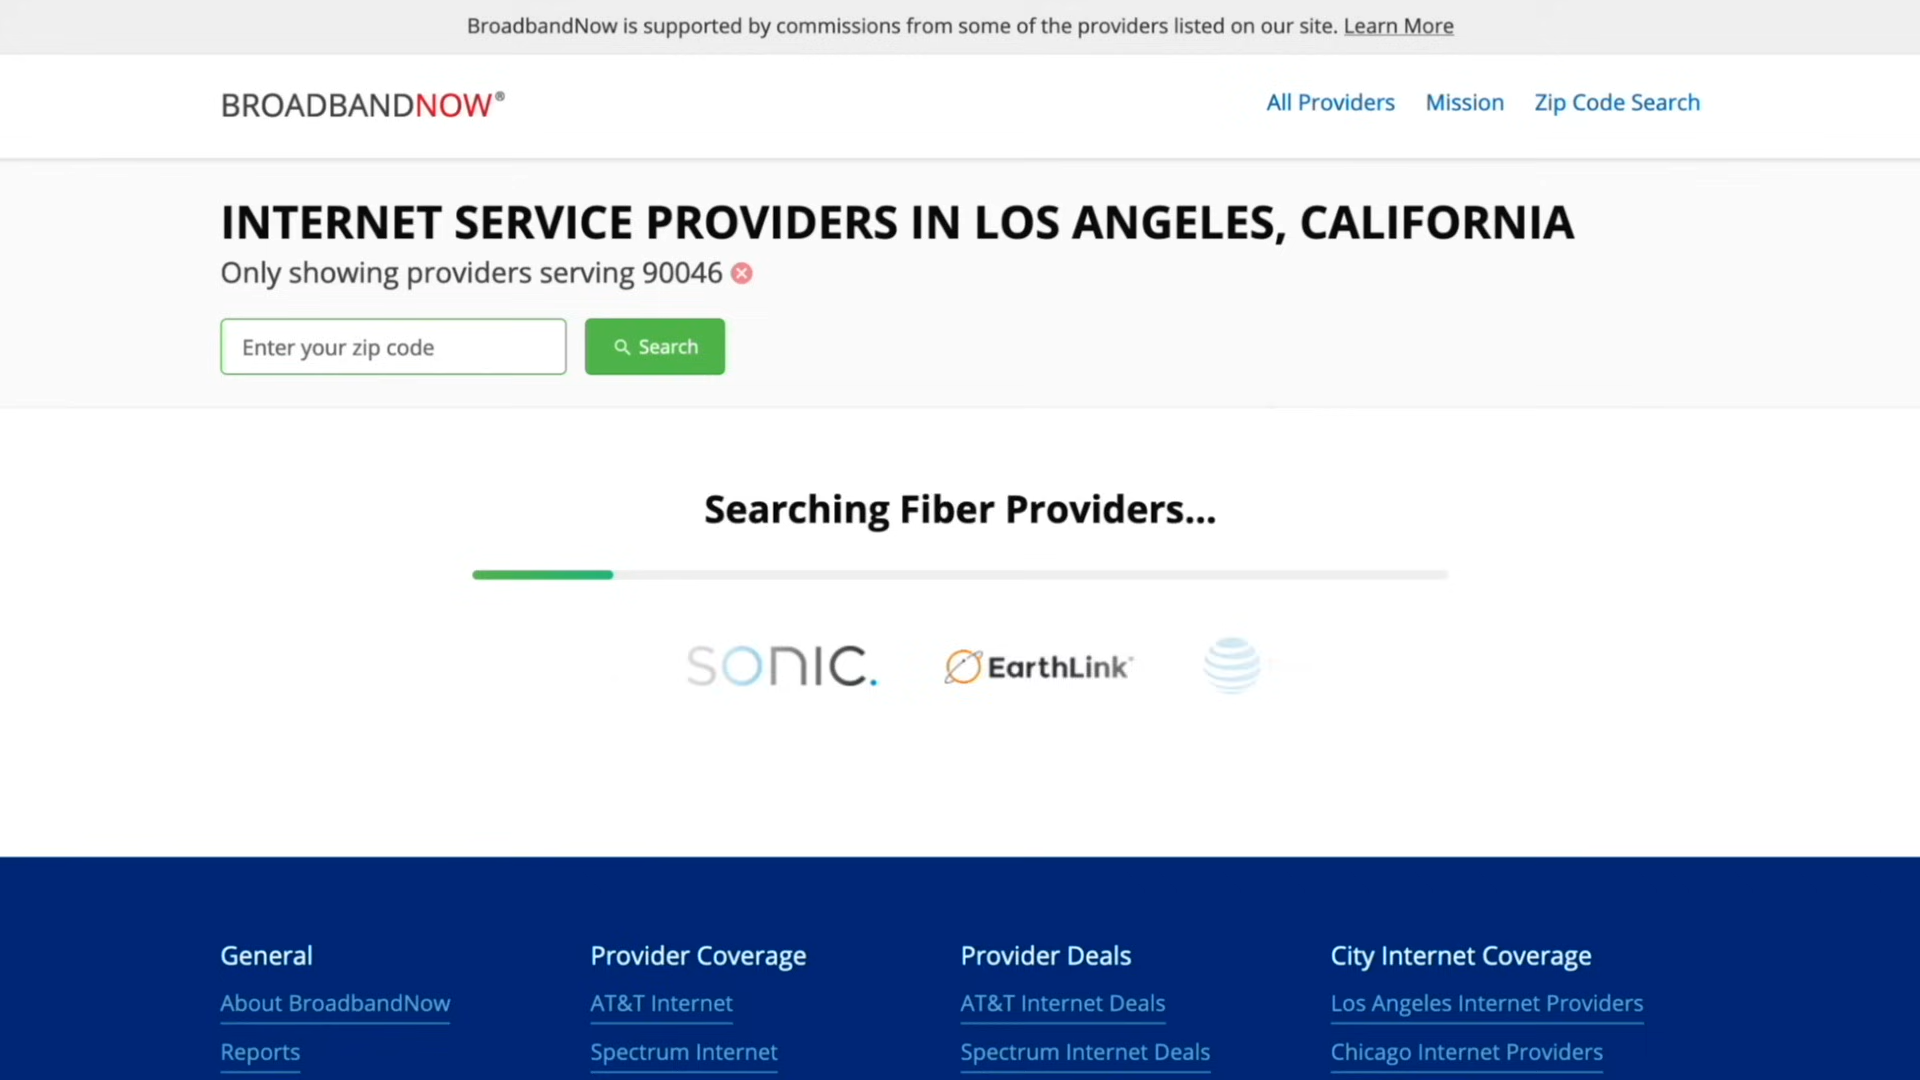 BroadbandNow is supported by commissions from some of the providers listed on our site. Learn More
BROADBANDNOW®
All Providers Mission Zip Code Search
INTERNET SERVICE PROVIDERS IN LOS ANGELES, CALIFORNIA
Only showing providers serving 90046
Enter your zip code
Search
Searching Fiber Providers...
sonic. EarthLink™
General Provider Coverage Provider Deals City Internet Coverage
About BroadbandNow AT&T Internet AT&T Internet Deals Los Angeles Internet Providers
Reports Spectrum Internet Spectrum Internet Deals Chicago Internet Providers